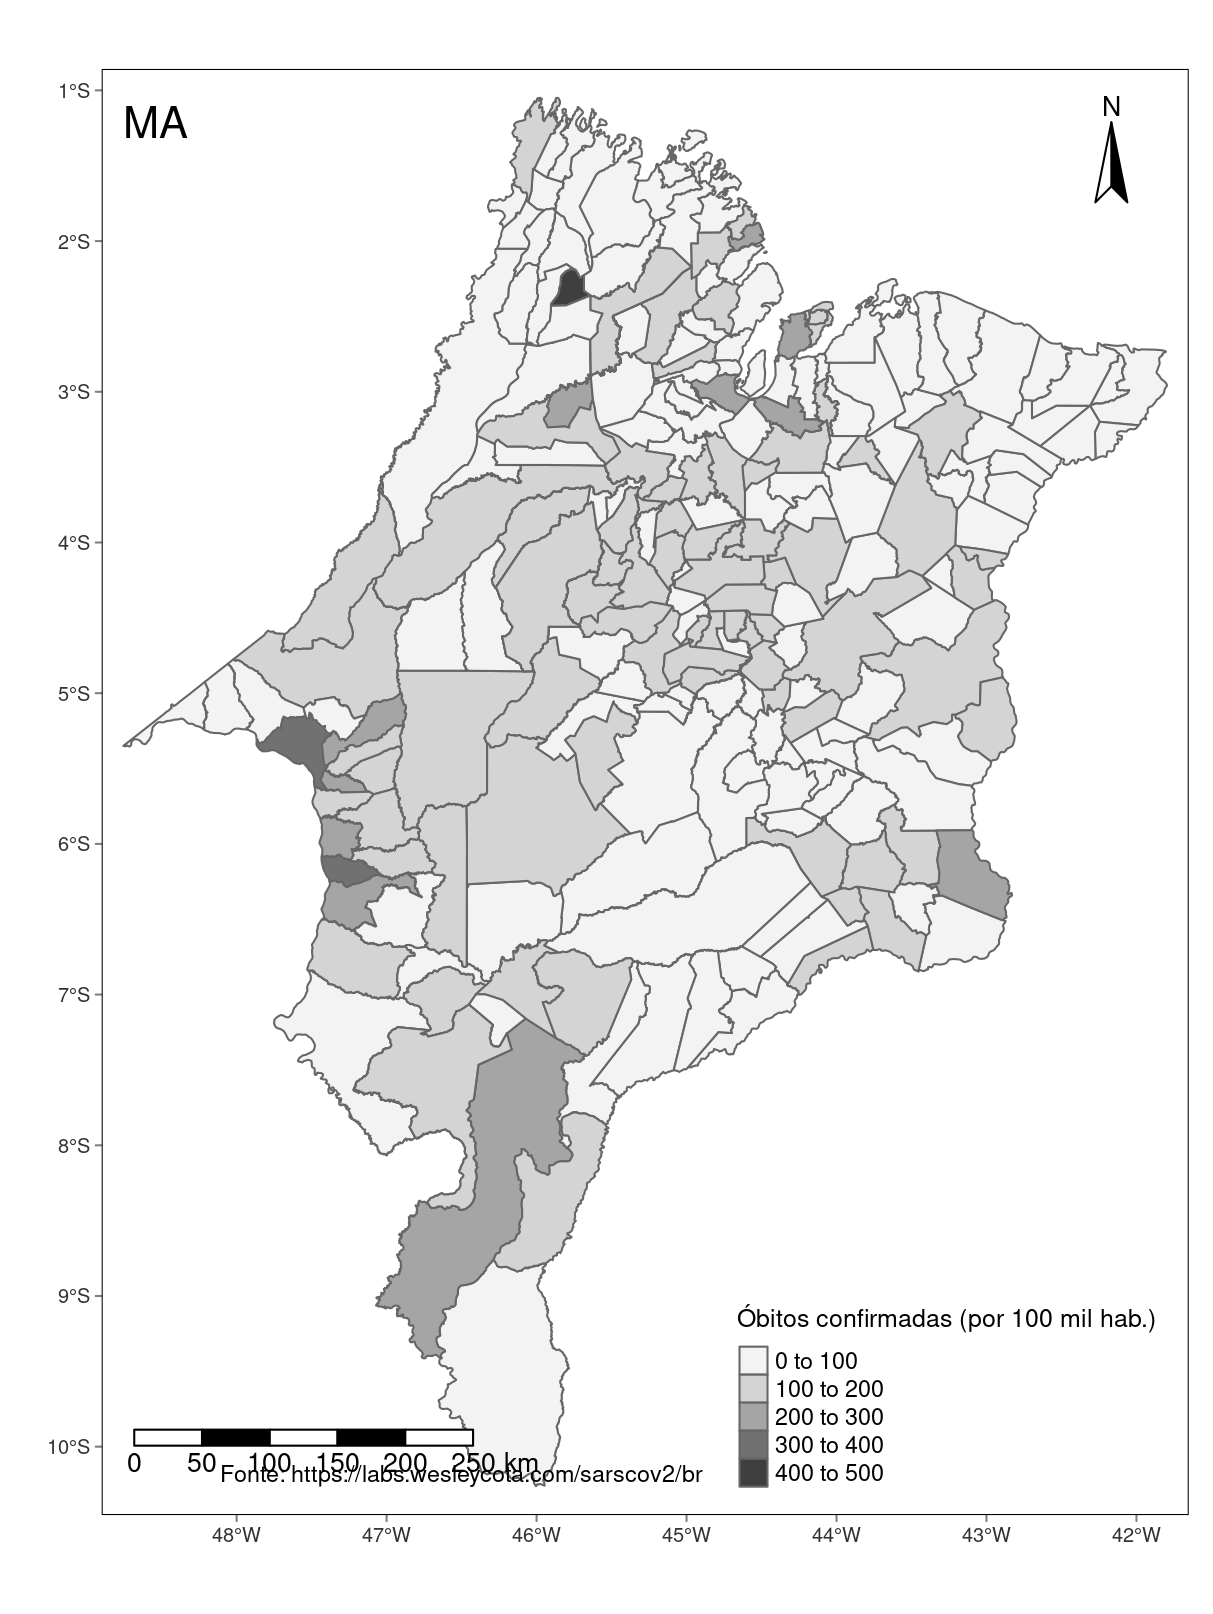 MA
N
1°S
2°S
3°S
4°S
5°S
6°S
7°S
8°S
9°S
10°S
Óbitos confirmadas (por 100 mil hab.)
0 to 100
100 to 200
200 to 300
300 to 400
400 to 500
0 50 100 150 200 250 km
Fonte: https://labs.wesleycota.com/sarscov2/br
48°W 47°W 46°W 45°W 44°W 43°W 42°W